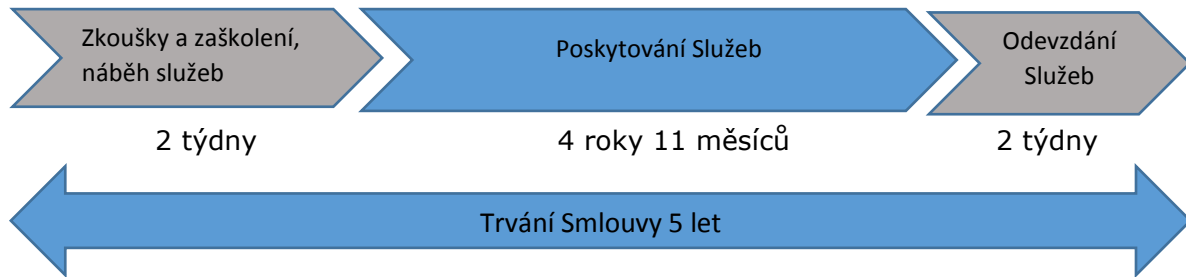 Zkoušky a zaškolení,
náběh služeb
Poskytování Služeb
Odevzdání
Služeb
2 týdny
4 roky 11 měsíců
2 týdny
Trvání Smlouvy 5 let